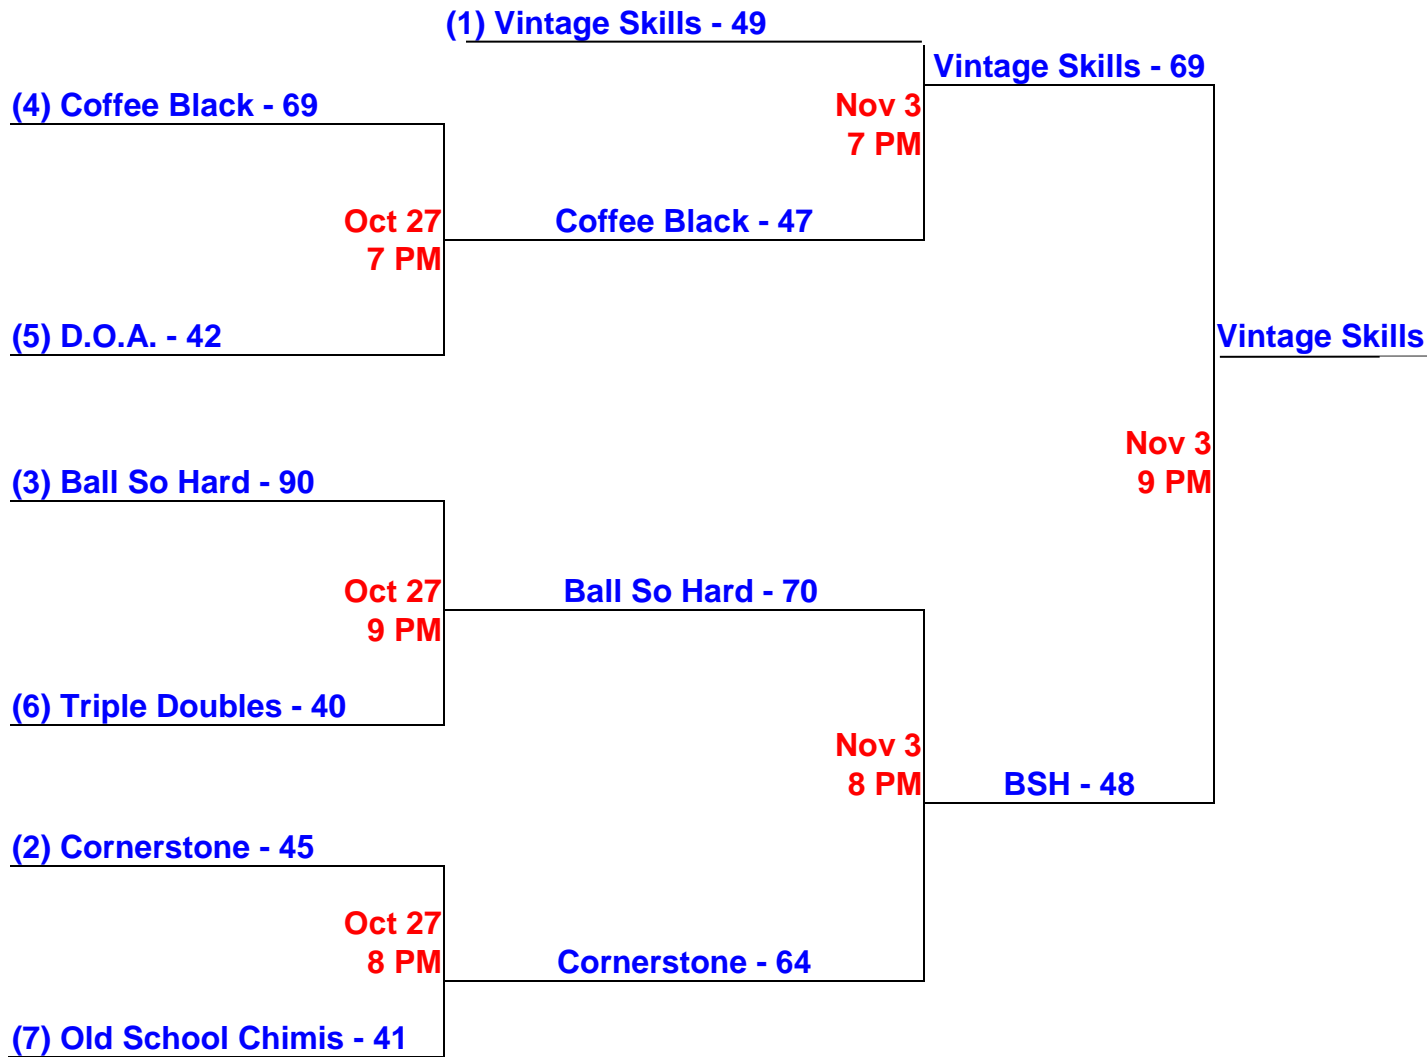 (1) Vintage Skills - 49
Vintage Skills - 69
(4) Coffee Black - 69
Nov 3
7 PM
Oct 27
7 PM
Coffee Black - 47
(5) D.O.A. - 42
Vintage Skills
Nov 3
9 PM
(3) Ball So Hard - 90
Oct 27
9 PM
Ball So Hard - 70
(6) Triple Doubles - 40
Nov 3
8 PM
BSH - 48
(2) Cornerstone - 45
Oct 27
8 PM
Cornerstone - 64
(7) Old School Chimis - 41